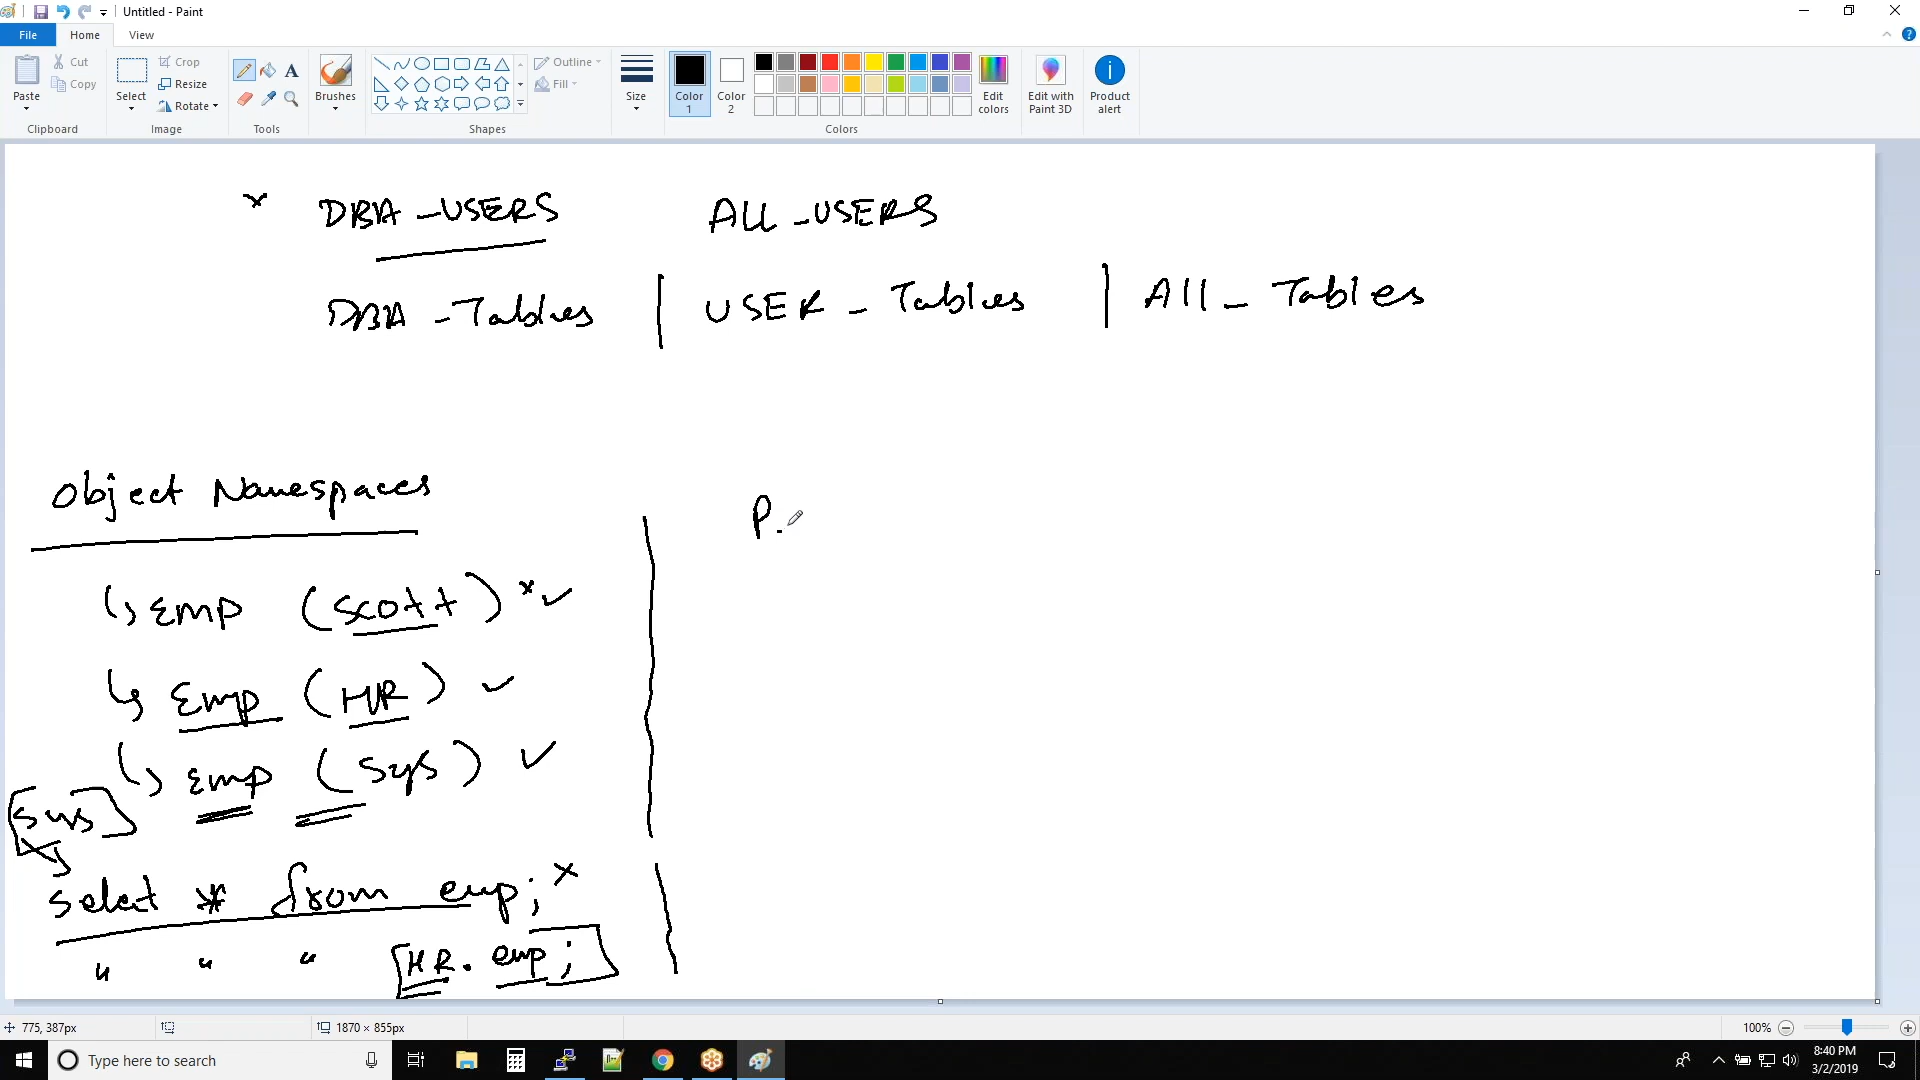 Untitled - Paint
File Home View
Paste Cut Copy Clipboard
Select Crop Resize Rotate Image
Tools
Brushes
Outline Fill Shapes
Size
Color 1 Color 2 Edit colors Colors
Edit with Paint 3D
Product alert
* DBA_USERS ALL_USERS
DBA_Tables | USER_Tables | All_Tables
Object Namespaces
P.
↳ Emp (Scott) * ✓
↳ Emp (HR) ✓
↳ Emp (Sys) ✓
[Sys]
Select * from emp; x
" " " HR.emp;
775, 387px 1870 × 855px 100%
Type here to search 8:40 PM
3/2/2019